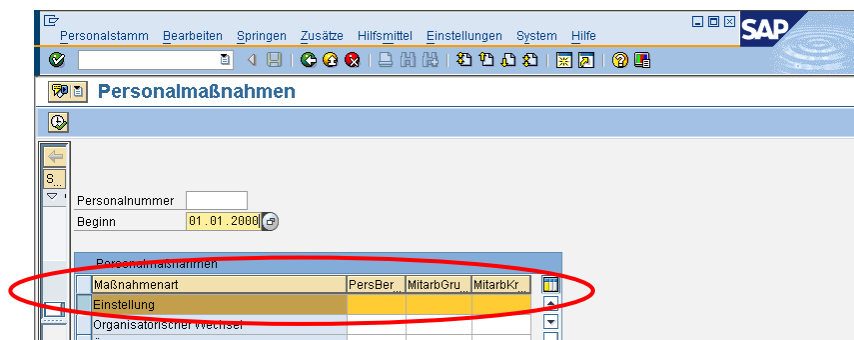 Personalstamm Bearbeiten Springen Zusätze Hilfsmittel Einstellungen System Hilfe
SAP
Personalmaßnahmen
S...
Personalnummer
Beginn 01.01.2000
Personalmaßnahmen
Maßnahmenart PersBer... MitarbGru... MitarbKr...
Einstellung
Organisatorischer Wechsel